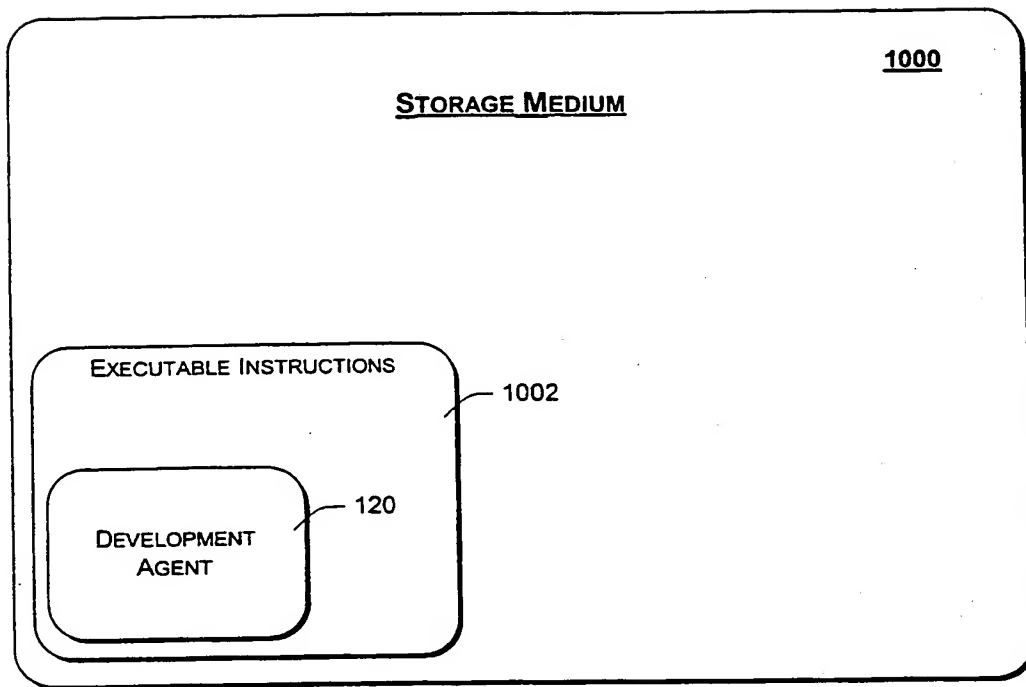 1000
STORAGE MEDIUM
EXECUTABLE INSTRUCTIONS
1002
120
DEVELOPMENT
AGENT